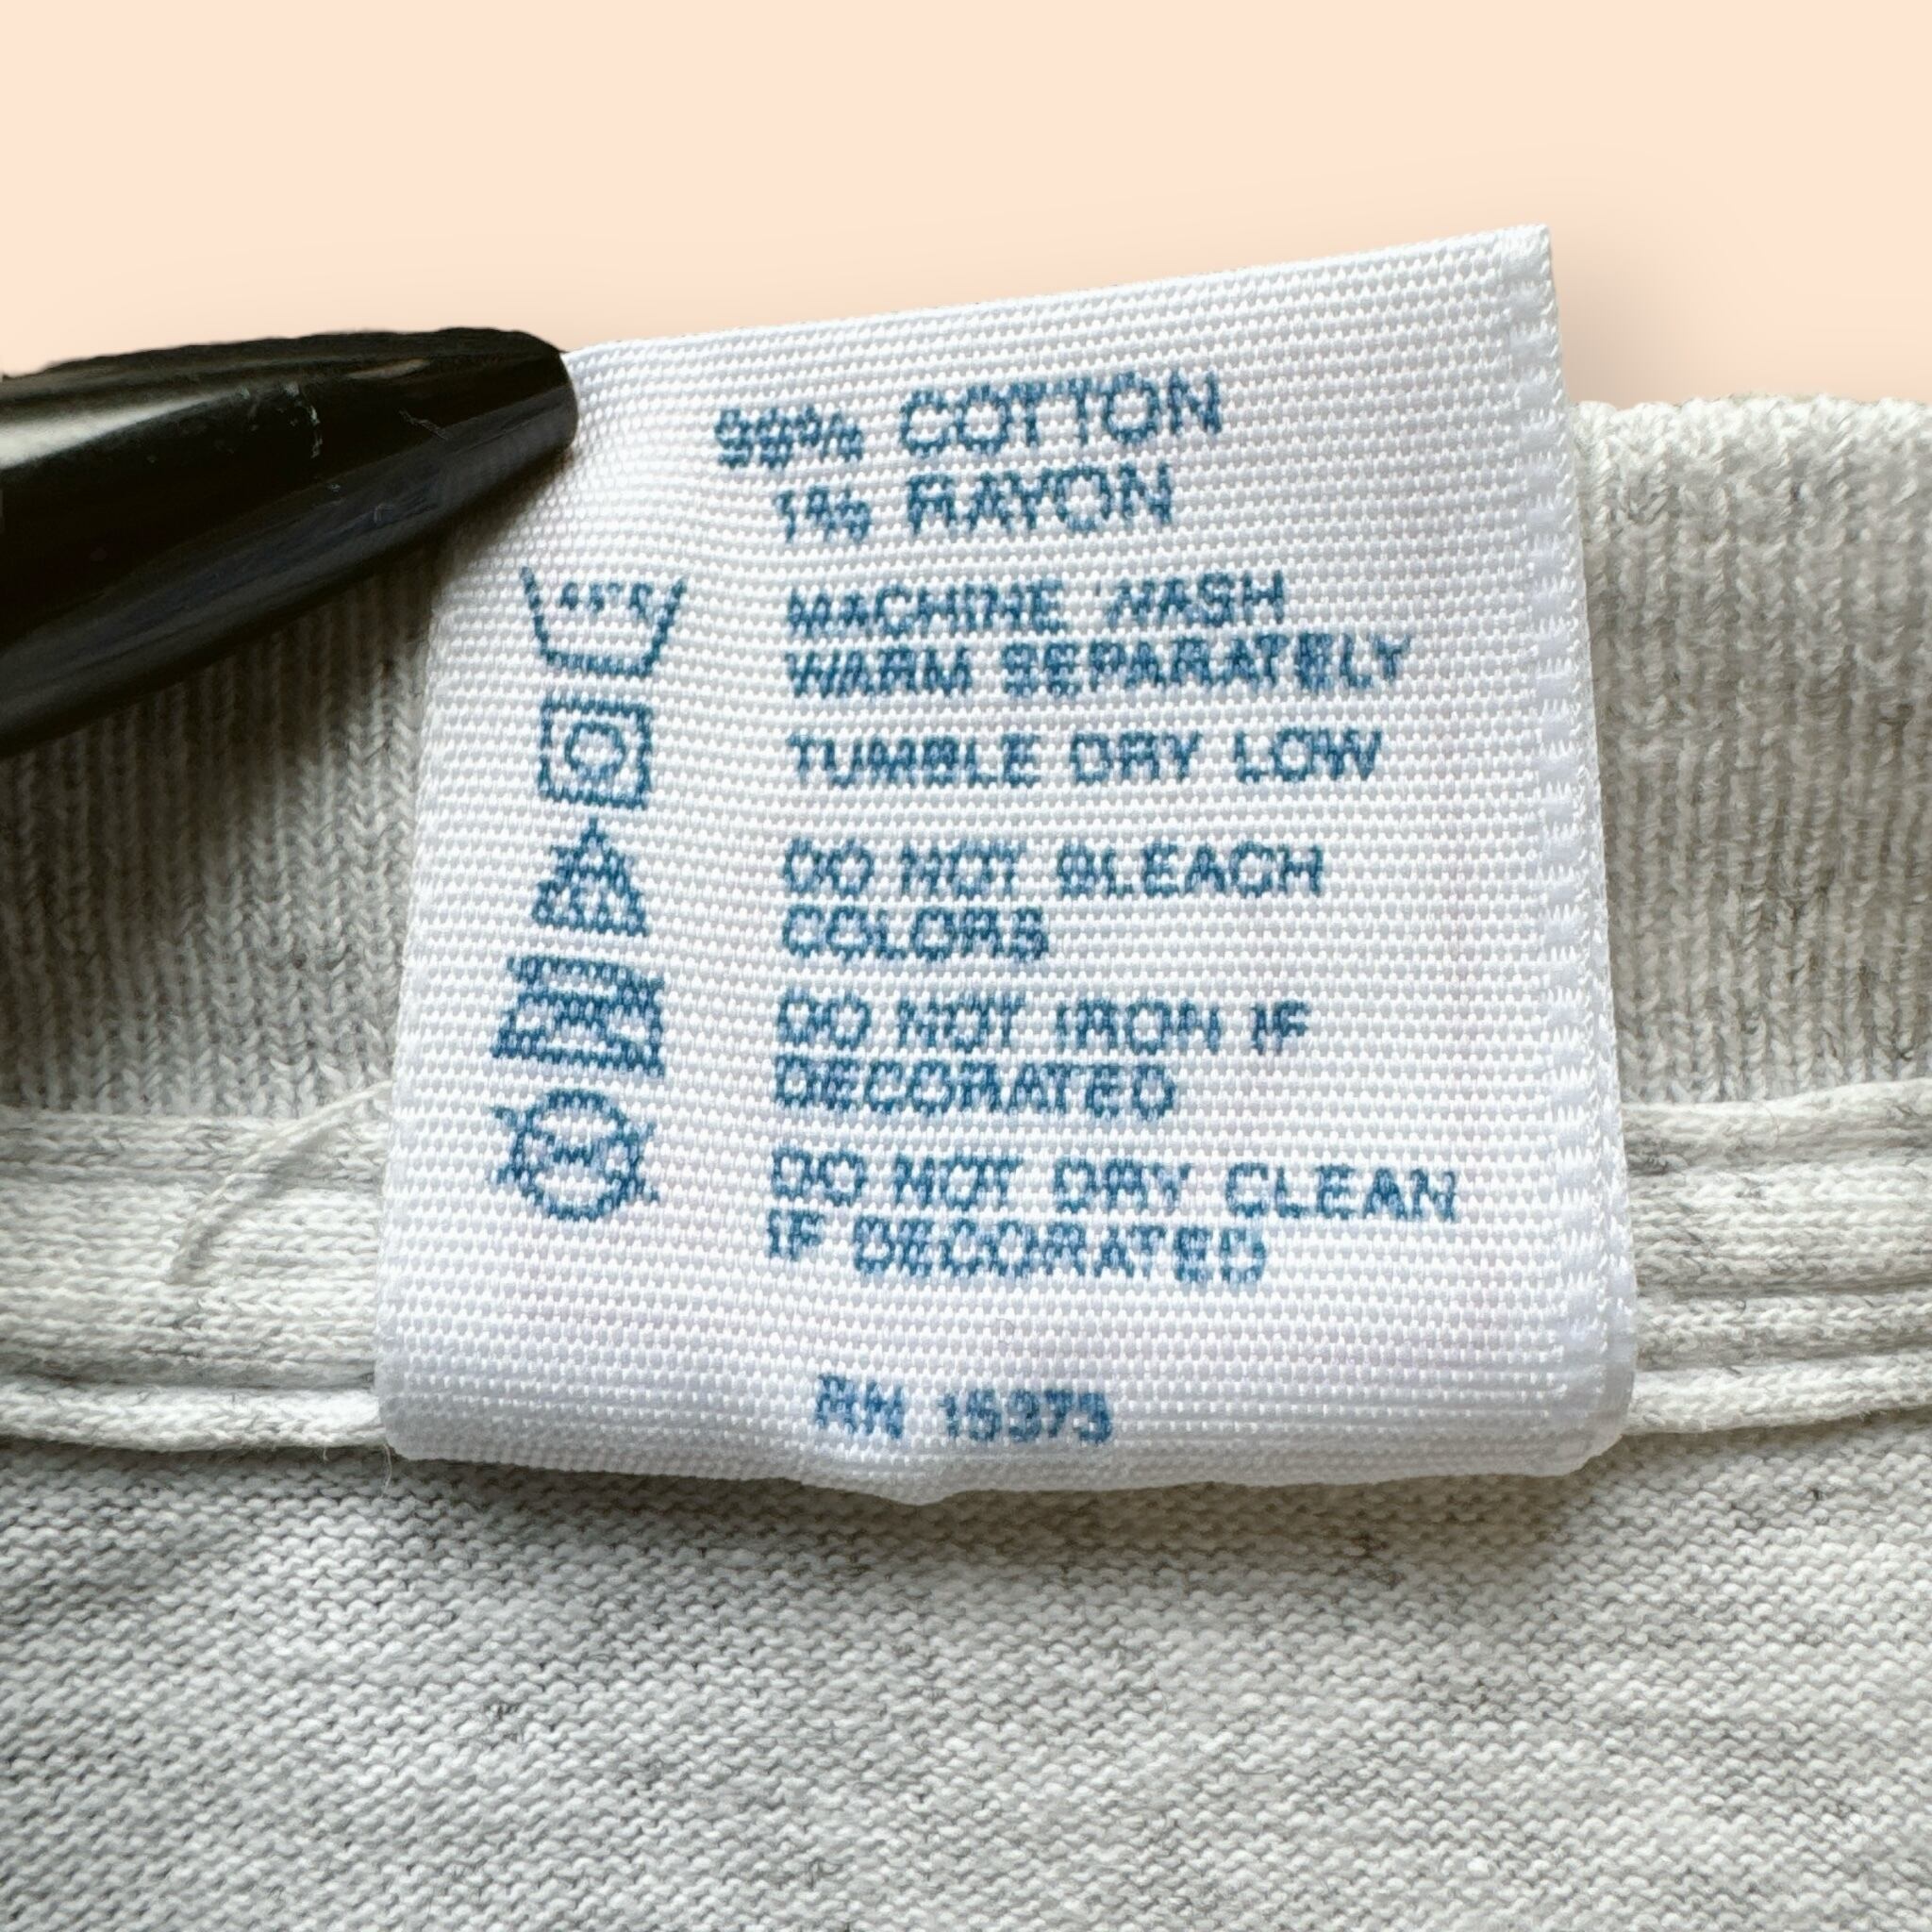 99% COTTON
1% RAYON
MACHINE WASH
WARM SEPARATELY
TUMBLE DRY LOW
DO NOT BLEACH
COLORS
DO NOT IRON IF
DECORATED
DO NOT DRY CLEAN
IF DECORATED
RN 15373